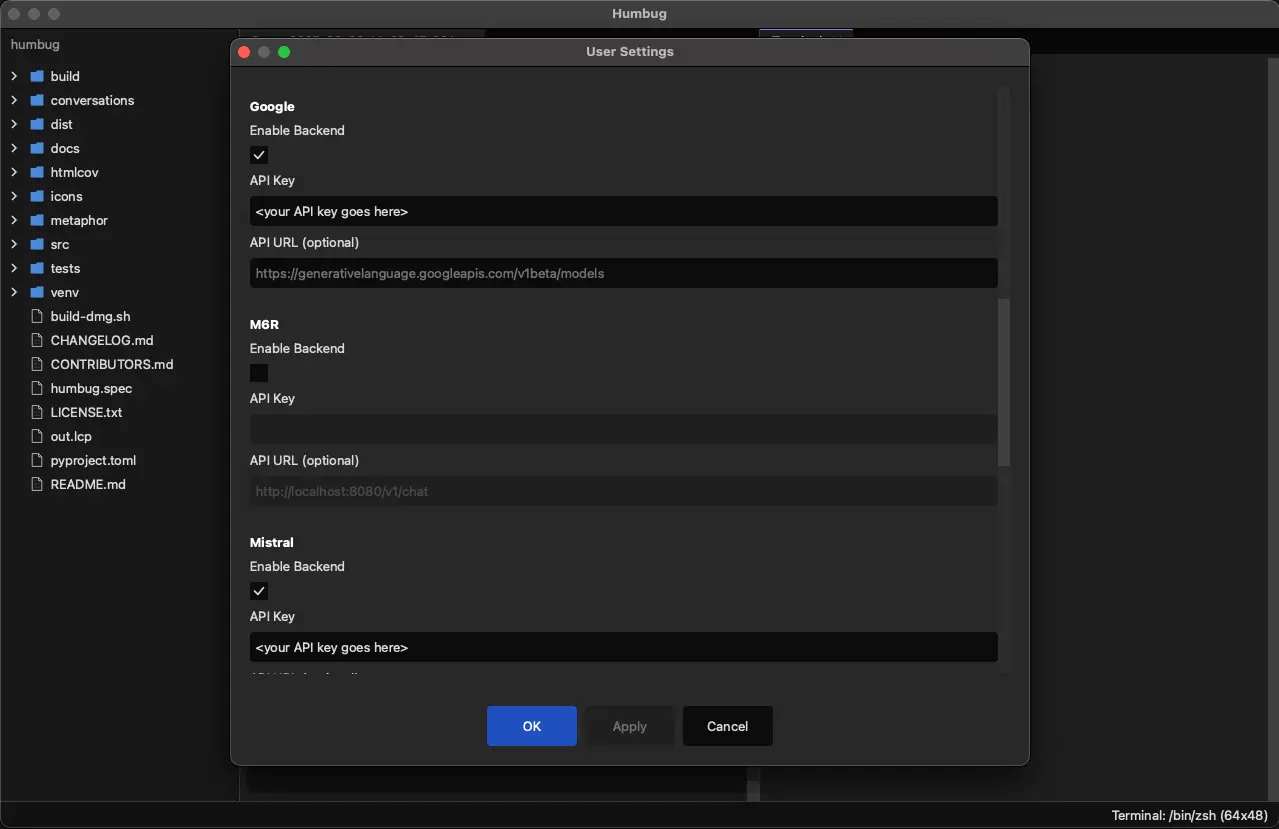 Humbug
humbug
build
conversations
dist
docs
htmlcov
icons
metaphor
src
tests
venv
build-dmg.sh
CHANGELOG.md
CONTRIBUTORS.md
humbug.spec
LICENSE.txt
out.lcp
pyproject.toml
README.md
User Settings
Google
Enable Backend
API Key
<your API key goes here>
API URL (optional)
https://generativelanguage.googleapis.com/v1beta/models
M6R
Enable Backend
API Key
API URL (optional)
http://localhost:8080/v1/chat
Mistral
Enable Backend
API Key
<your API key goes here>
OK
Apply
Cancel
Terminal: /bin/zsh (64x48)